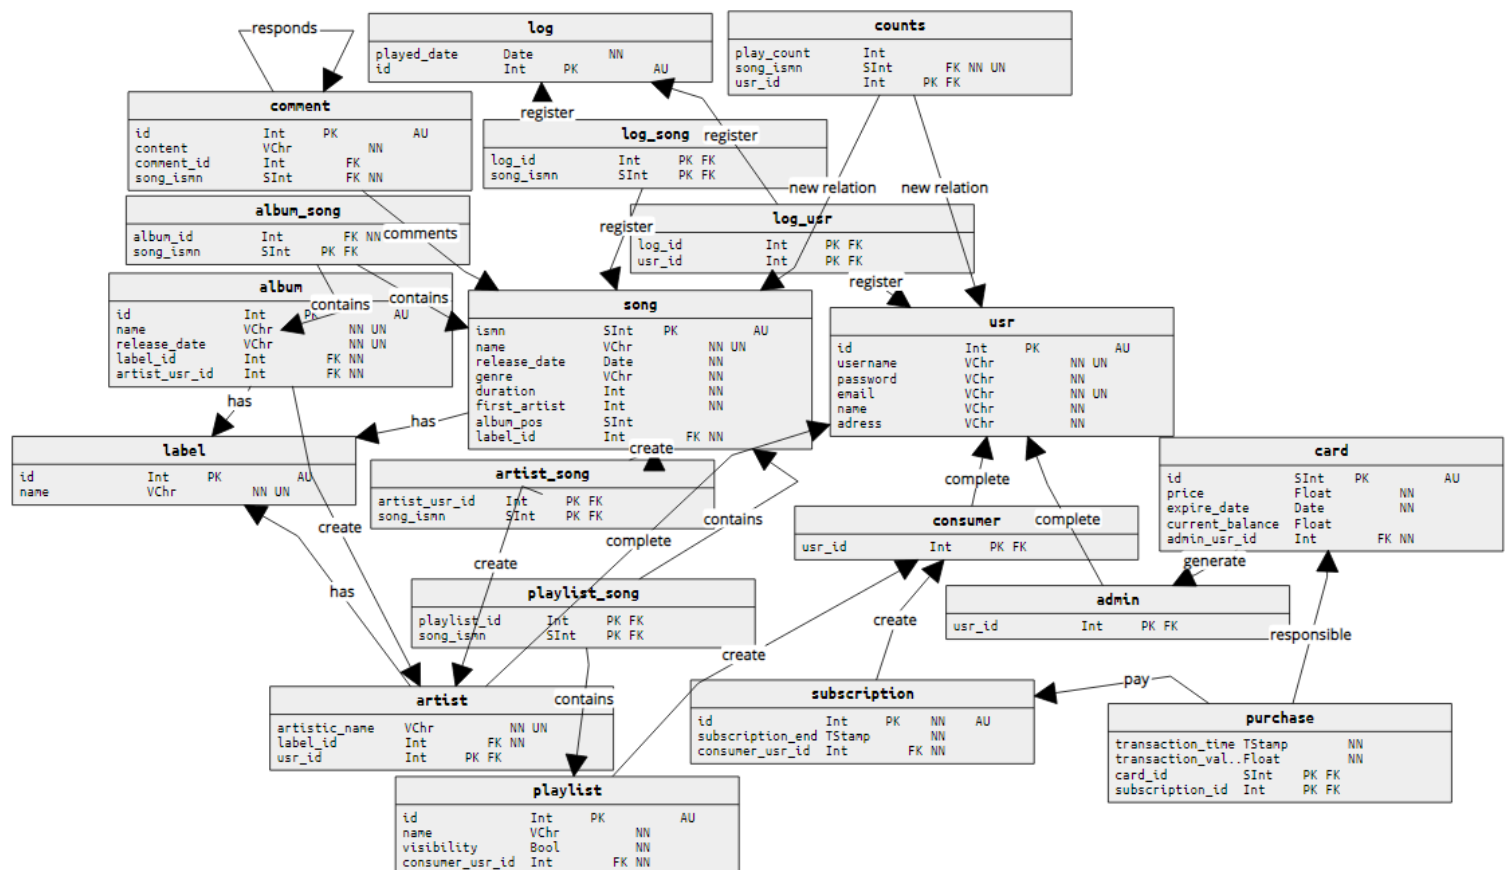 responds
log
played_date Date NN
id Int PK AU
counts
play_count Int
song_ismn SInt FK NN UN
usr_id Int PK FK
comment
id Int PK AU
content VChr NN
comment_id Int FK
song_ismn SInt FK NN
register
log_song
log_id Int PK FK
song_ismn SInt PK FK
register
new relation
new relation
album_song
album_id Int FK NN
song_ismn SInt PK FK
comments
register
log_usr
log_id Int PK FK
usr_id Int PK FK
register
album
id Int PK AU
name VChr NN UN
release_date VChr NN UN
label_id Int FK NN
artist_usr_id Int FK NN
contains
contains
song
ismn SInt PK AU
name VChr NN UN
release_date Date NN
genre VChr NN
duration Int NN
first_artist Int NN
album_pos SInt
label_id Int FK NN
usr
id Int PK AU
username VChr NN UN
password VChr NN
email VChr NN UN
name VChr NN
adress VChr NN
has
has
label
id Int PK AU
name VChr NN UN
create
artist_song
artist_usr_id Int PK FK
song_ismn SInt PK FK
card
id SInt PK AU
price Float NN
expire_date Date NN
current_balance Float
admin_usr_id Int FK NN
complete
consumer
usr_id Int PK FK
complete
create
complete
contains
create
generate
has
playlist_song
playlist_id Int PK FK
song_ismn SInt PK FK
admin
usr_id Int PK FK
create
responsible
create
artist
artistic_name VChr NN UN
label_id Int FK NN
usr_id Int PK FK
contains
subscription
id Int PK NN AU
subscription_end TStamp NN
consumer_usr_id Int FK NN
pay
purchase
transaction_time TStamp NN
transaction_val..Float NN
card_id SInt PK FK
subscription_id Int PK FK
playlist
id Int PK AU
name VChr NN
visibility Bool NN
consumer_usr_id Int FK NN